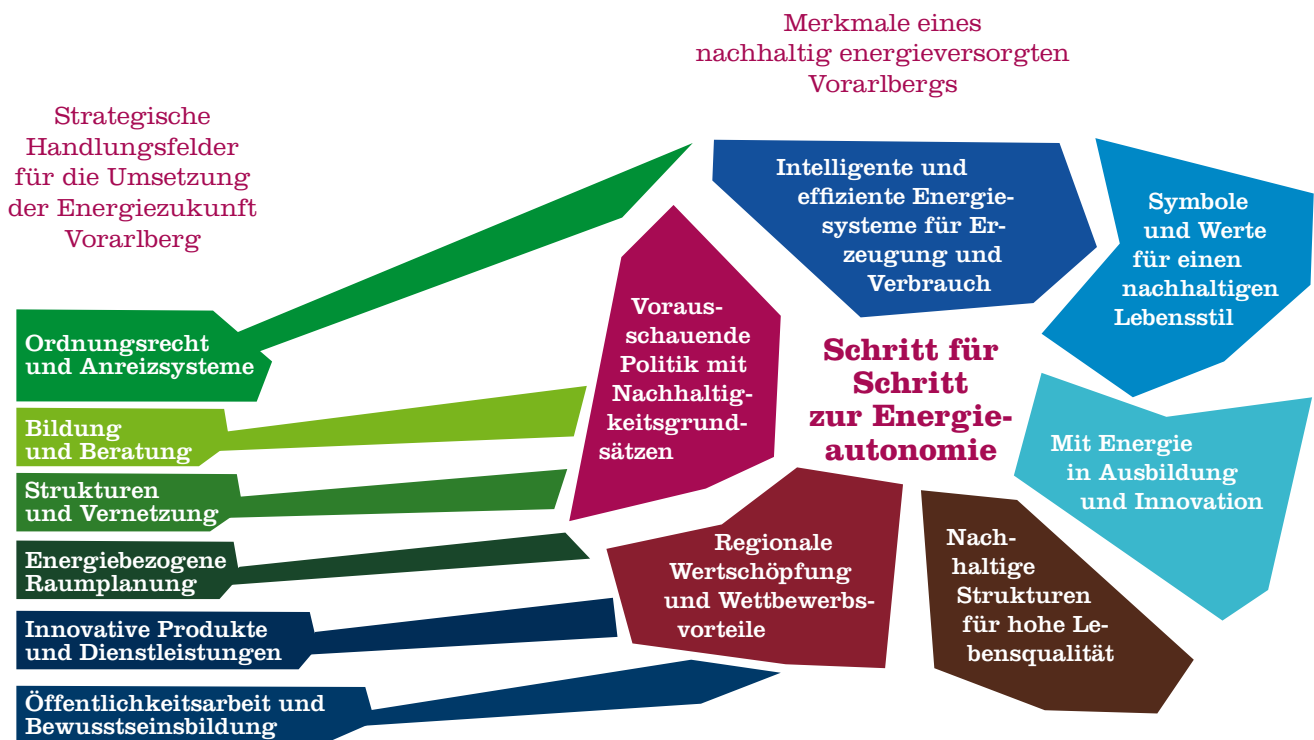 Merkmale eines
nachhaltig energieversorgten
Vorarlbergs
Strategische
Handlungsfelder
für die Umsetzung
der Energiezukunft
Vorarlberg
Ordnungsrecht
und Anreizsysteme
Bildung
und Beratung
Strukturen
und Vernetzung
Energiebezogene
Raumplanung
Innovative Produkte
und Dienstleistungen
Öffentlichkeitsarbeit und
Bewusstseinsbildung
Voraus-
schauende
Politik mit
Nachhaltig-
keitsgrund-
sätzen
Intelligente und
effiziente Energie-
systeme für Er-
zeugung und
Verbrauch
Symbole
und Werte
für einen
nachhaltigen
Lebensstil
Schritt für
Schritt
zur Energie-
autonomie
Mit Energie
in Ausbildung
und Innovation
Regionale
Wertschöpfung
und Wettbewerbs-
vorteile
Nach-
haltige
Strukturen
für hohe Le-
bensqualität